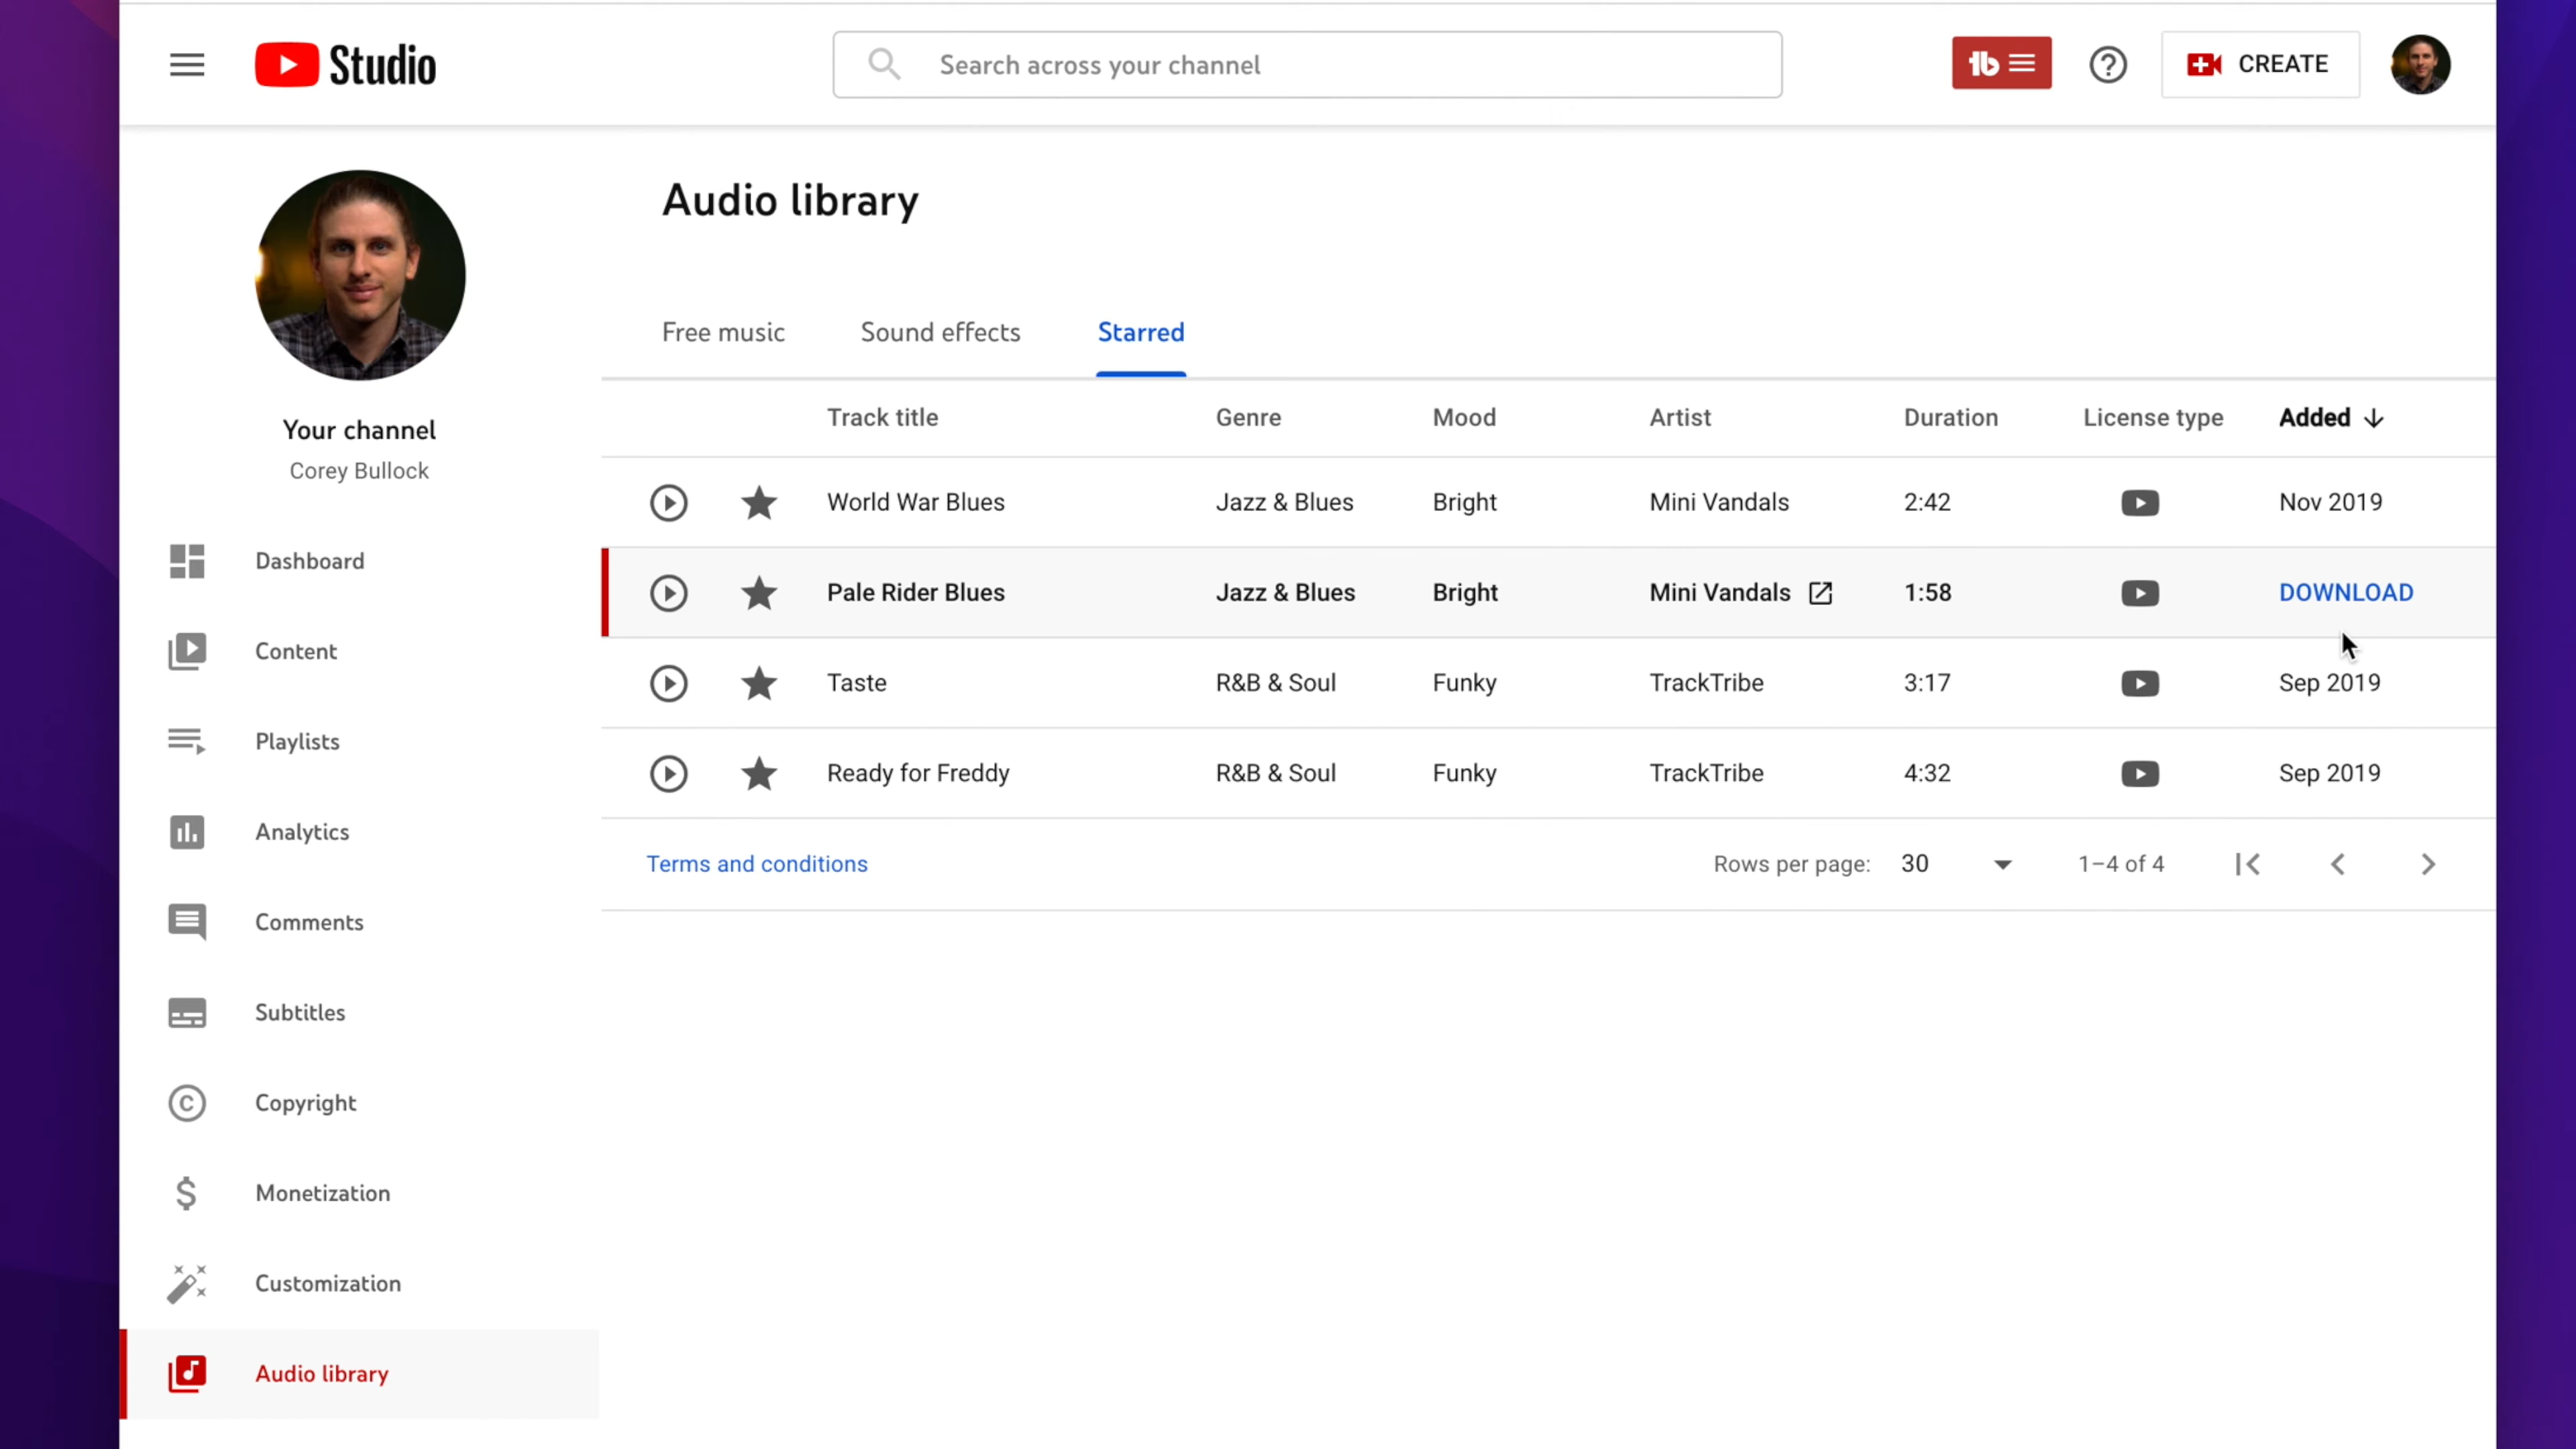 Studio
Search across your channel
CREATE
Audio library
Your channel
Corey Bullock
Dashboard
Content
Playlists
Analytics
Comments
Subtitles
Copyright
Monetization
Customization
Audio library
Free music Sound effects Starred
Track title Genre Mood Artist Duration License type Added
World War Blues Jazz & Blues Bright Mini Vandals 2:42 Nov 2019
Pale Rider Blues Jazz & Blues Bright Mini Vandals 1:58 DOWNLOAD
Taste R&B & Soul Funky TrackTribe 3:17 Sep 2019
Ready for Freddy R&B & Soul Funky TrackTribe 4:32 Sep 2019
Terms and conditions Rows per page: 30 1–4 of 4